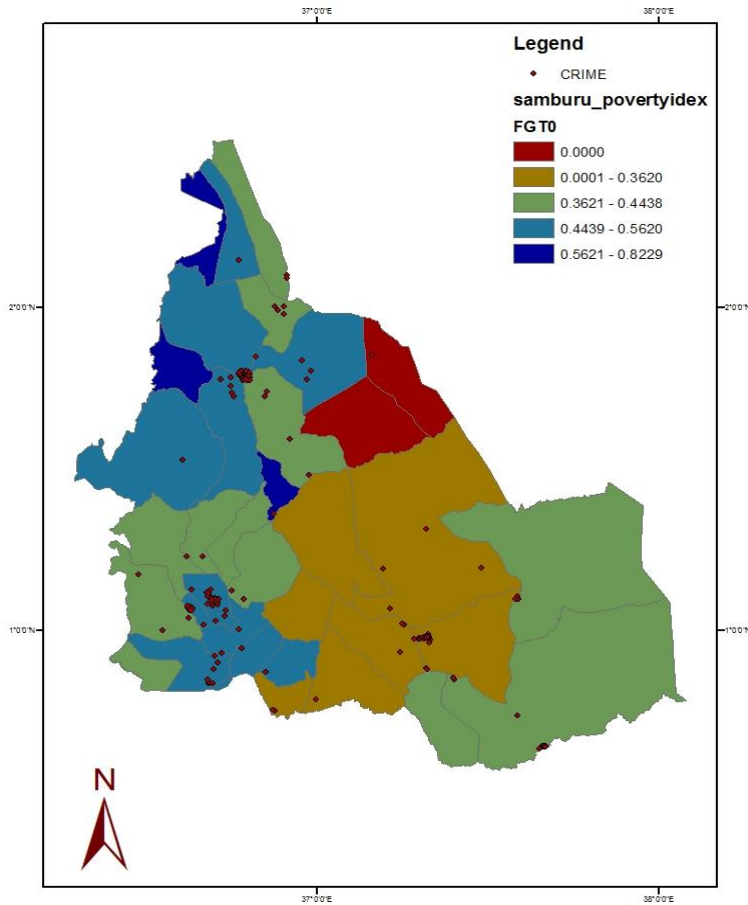 37°0'0"E 38°0'0"E
Legend
CRIME
samburu_povertyidex
FGT0
0.0000
0.0001 - 0.3620
0.3621 - 0.4438
0.4439 - 0.5620
0.5621 - 0.8229
2°0'0"N 2°0'0"N
1°0'0"N 1°0'0"N
N
37°0'0"E 38°0'0"E